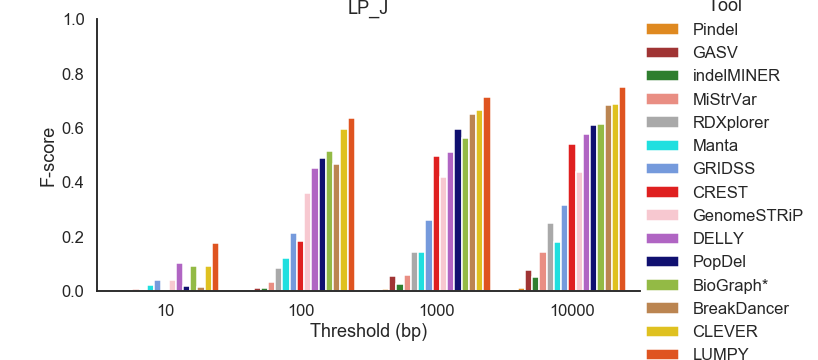 LP_J
Tool
1.0
0.8
0.6
0.4
0.2
0.0
F-score
10
100
1000
10000
Threshold (bp)
Pindel
GASV
indelMINER
MiStrVar
RDXplorer
Manta
GRIDSS
CREST
GenomeSTRiP
DELLY
PopDel
BioGraph*
BreakDancer
CLEVER
LUMPY